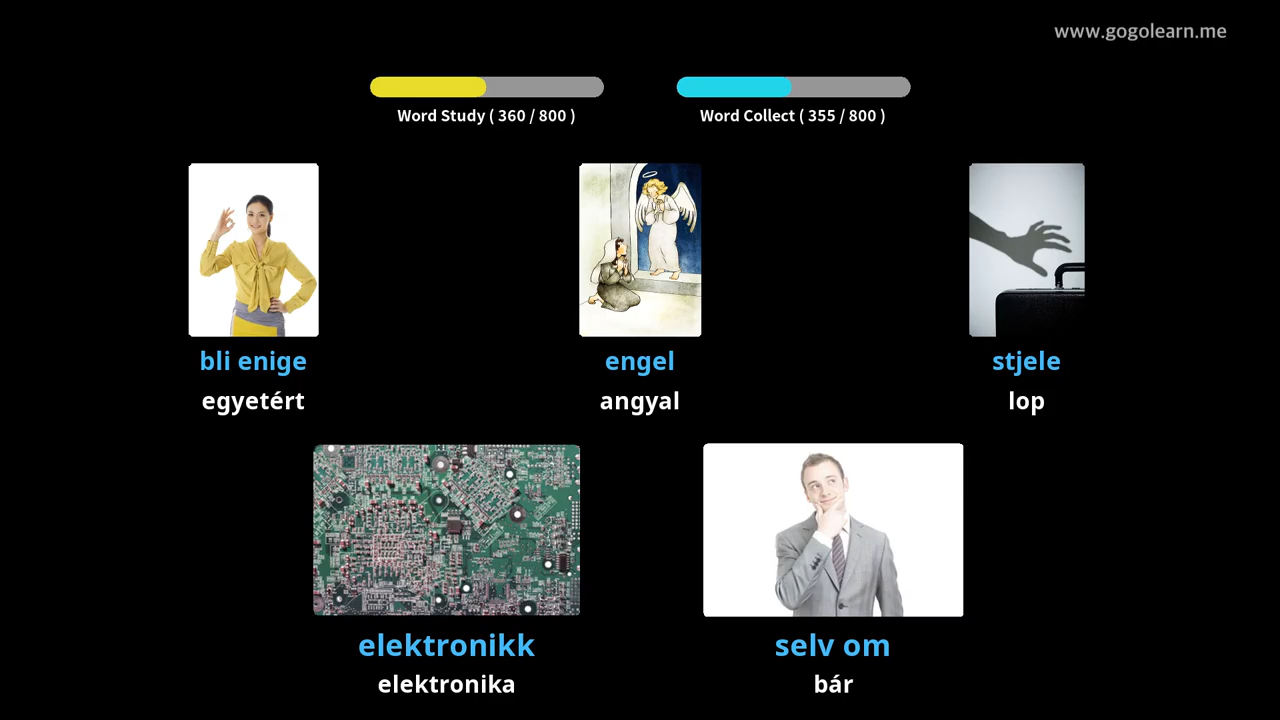 www.gogolearn.me
Word Study ( 360 / 800 )
Word Collect ( 355 / 800 )
bli enige
egyetért
engel
angyal
stjele
lop
elektronikk
elektronika
selv om
bár